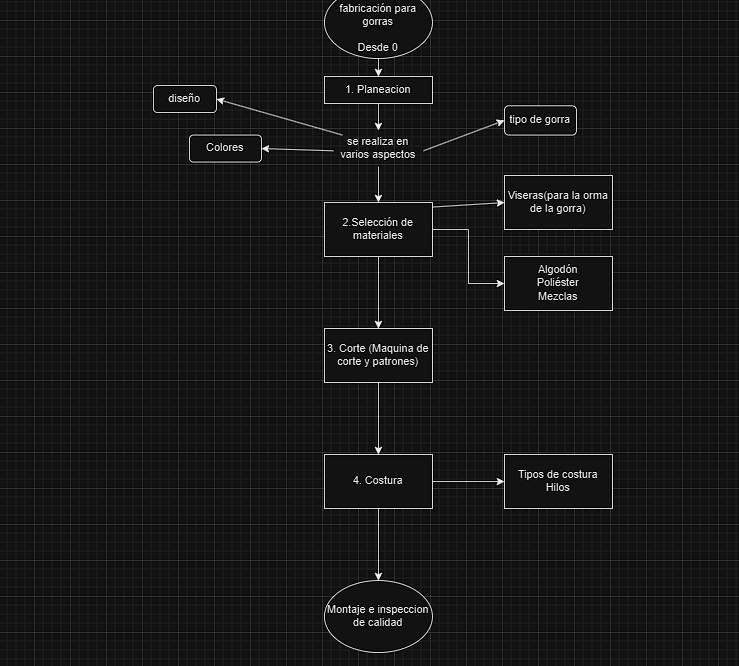 fabricación para
gorras
Desde 0
1. Planeacion
diseño
tipo de gorra
Colores
se realiza en
varios aspectos
Viseras(para la orma
de la gorra)
2.Selección de
materiales
Algodón
Poliéster
Mezclas
3. Corte (Maquina de
corte y patrones)
4. Costura
Tipos de costura
Hilos
Montaje e inspeccion
de calidad